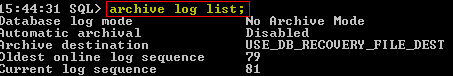 15:44:31 SQL> archive log list;
Database log mode No Archive Mode
Automatic archival Disabled
Archive destination USE_DB_RECOVERY_FILE_DEST
Oldest online log sequence 79
Current log sequence 81